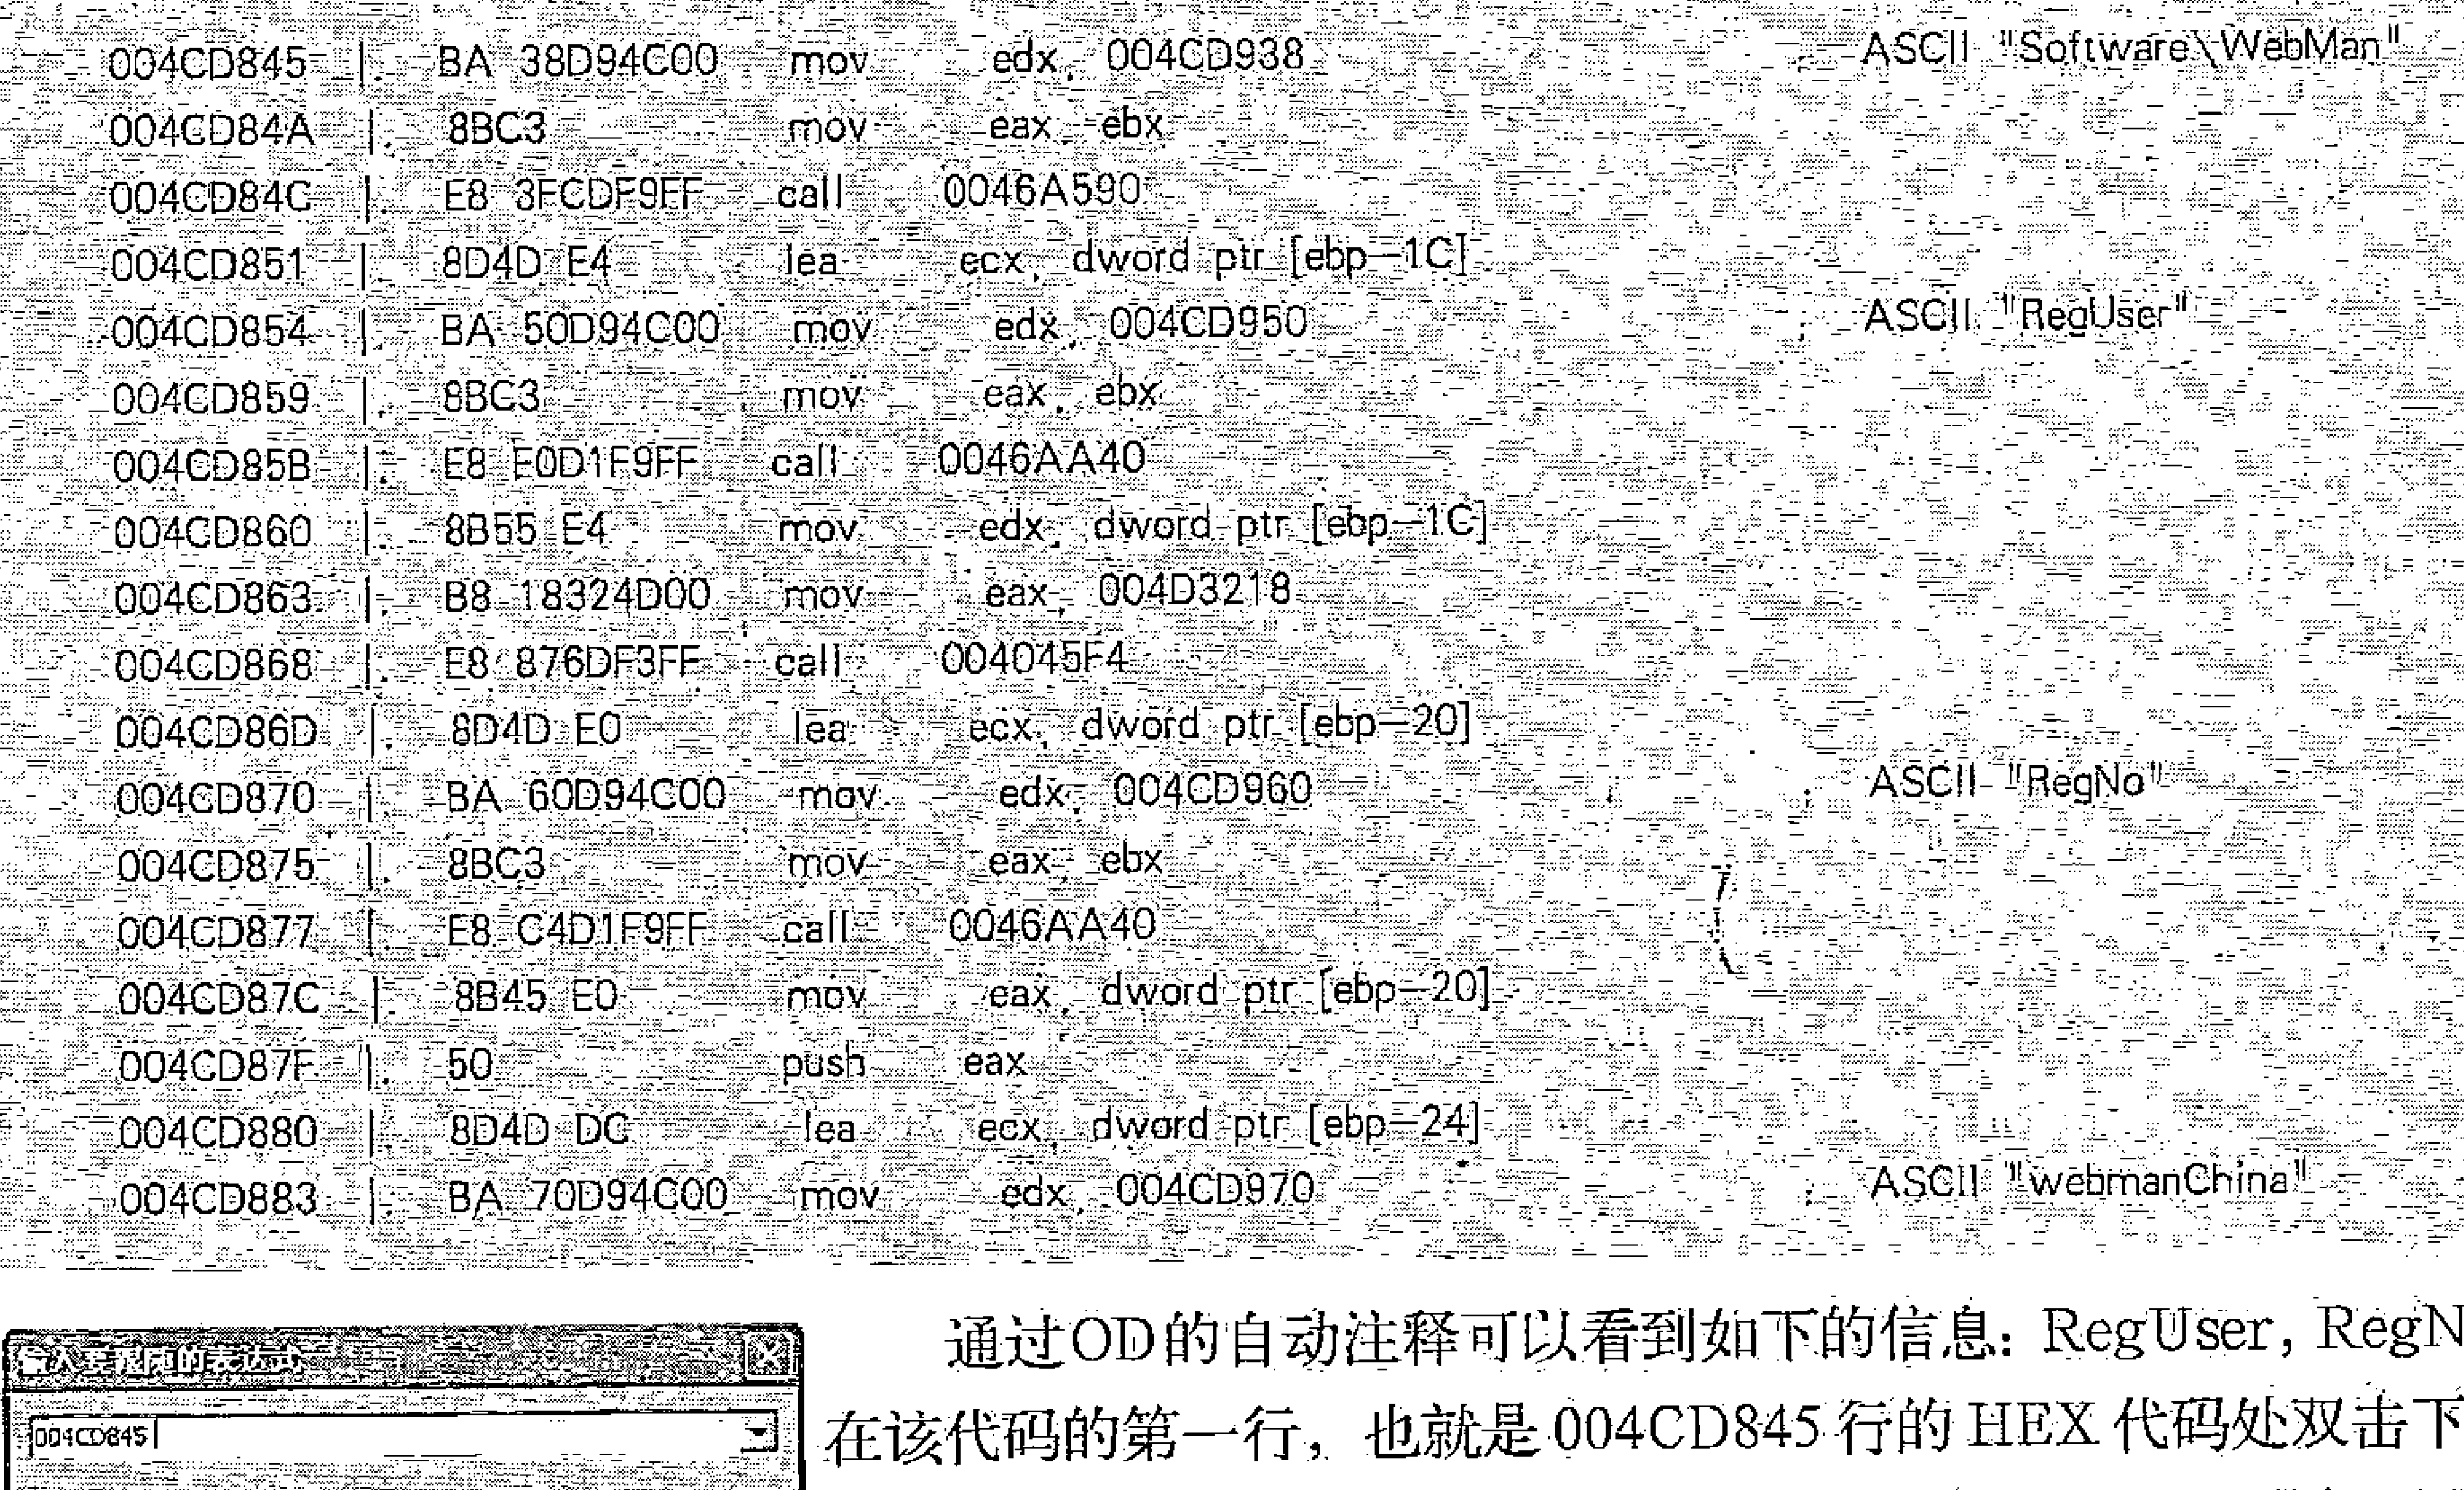 004CD845 |. BA 38D94C00 mov edx, 004CD938 ; ASCII "Software\WebMan"
004CD84A |. 8BC3 mov eax, ebx
004CD84C |. E8 3FCDF9FF call 0046A590
004CD851 |. 8D4D E4 lea ecx, dword ptr [ebp-1C]
004CD854 |. BA 50D94C00 mov edx, 004CD950 ; ASCII "RegUser"
004CD859 |. 8BC3 mov eax, ebx
004CD85B |. E8 E0D1F9FF call 0046AA40
004CD860 |. 8B55 E4 mov edx, dword ptr [ebp-1C]
004CD863 |. B8 18324D00 mov eax, 004D3218
004CD868 |. E8 876DF3FF call 004045F4
004CD86D |. 8D4D E0 lea ecx, dword ptr [ebp-20]
004CD870 |. BA 60D94C00 mov edx, 004CD960 ; ASCII "RegNo"
004CD875 |. 8BC3 mov eax, ebx
004CD877 |. E8 C4D1F9FF call 0046AA40
004CD87C |. 8B45 E0 mov eax, dword ptr [ebp-20]
004CD87F |. 50 push eax
004CD880 |. 8D4D DC lea ecx, dword ptr [ebp-24]
004CD883 |. BA 70D94C00 mov edx, 004CD970 ; ASCII "webmanChina"
输入要跟随的表达式
004CD845
通过OD的自动注释可以看到如下的信息：RegUser, RegN
在该代码的第一行，也就是004CD845行的HEX代码处双击下